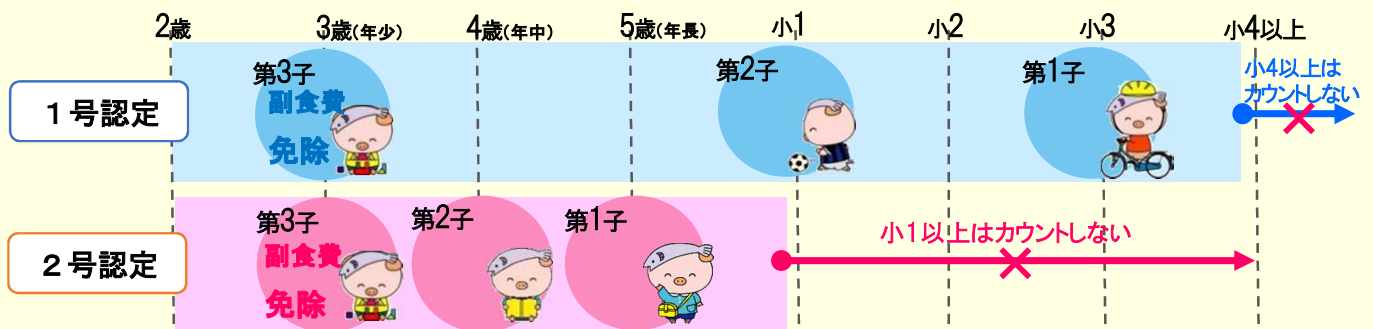 2歳 3歳(年少) 4歳(年中) 5歳(年長) 小1 小2 小3 小4以上
1号認定
第3子
副食費
免除
第2子
第1子
小4以上は
カウントしない
2号認定
第3子
副食費
免除
第2子
第1子
小1以上はカウントしない